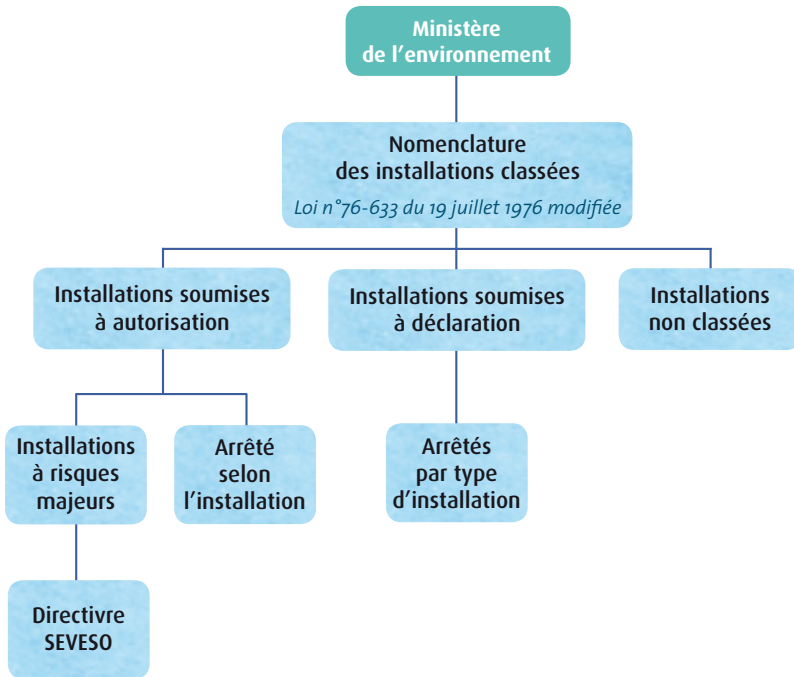 Ministère
de l'environnement
Nomenclature
des installations classées
Loi n°76-633 du 19 juillet 1976 modifiée
Installations soumises
à autorisation
Installations soumises
à déclaration
Installations
non classées
Installations
à risques
majeurs
Arrêté
selon
l'installation
Arrêtés
par type
d'installation
Directivre
SEVESO